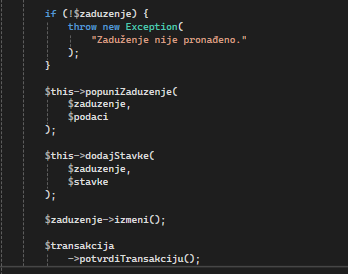 if (!$zaduzenje) {
throw new Exception(
"Zaduženje nije pronađeno."
);
}
$this->popuniZaduzenje(
$zaduzenje,
$podaci
);
$this->dodajStavke(
$zaduzenje,
$stavke
);
$zaduzenje->izmeni();
$transakcija
->potvrdiTransakciju();